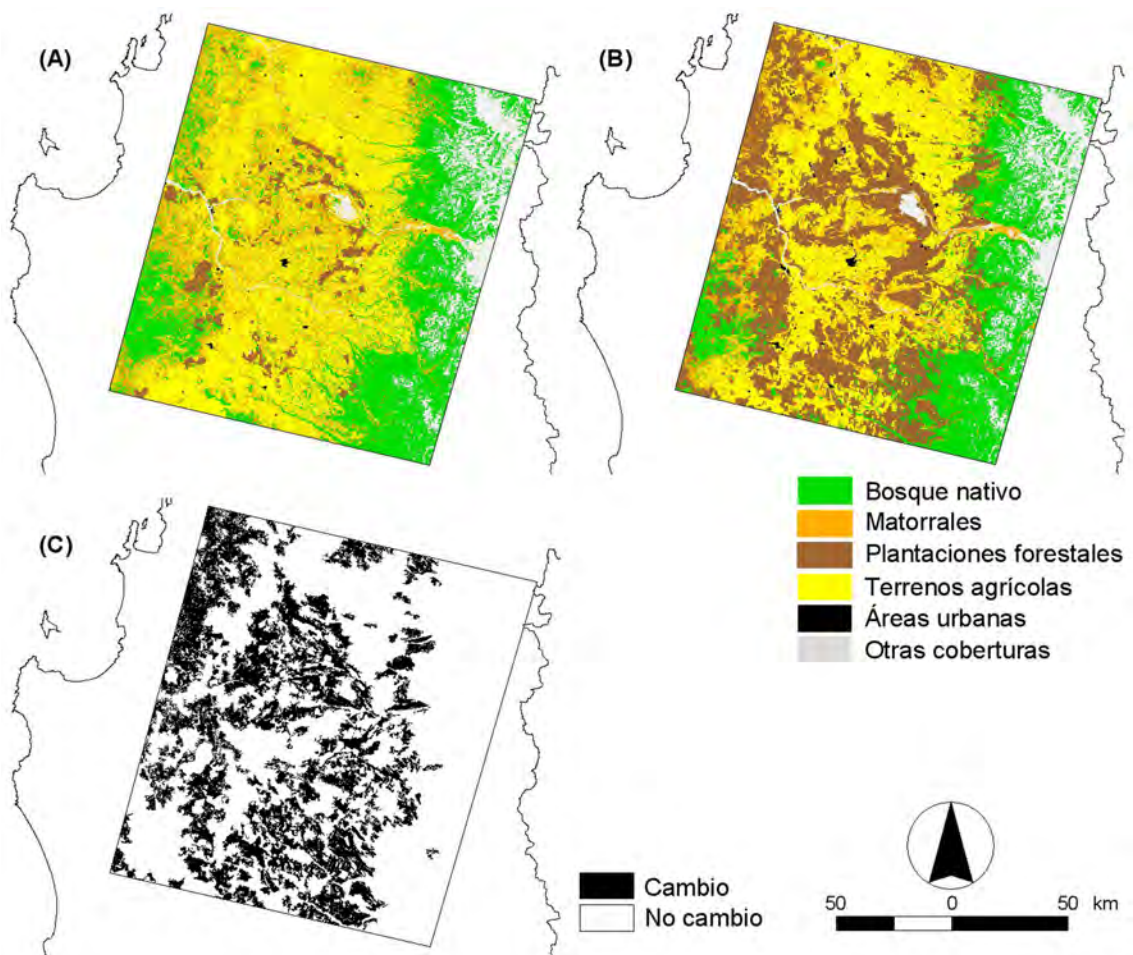 (A)
(B)
Bosque nativo
Matorrales
Plantaciones forestales
Terrenos agrícolas
Áreas urbanas
Otras coberturas
(C)
Cambio
No cambio
50 0 50 km